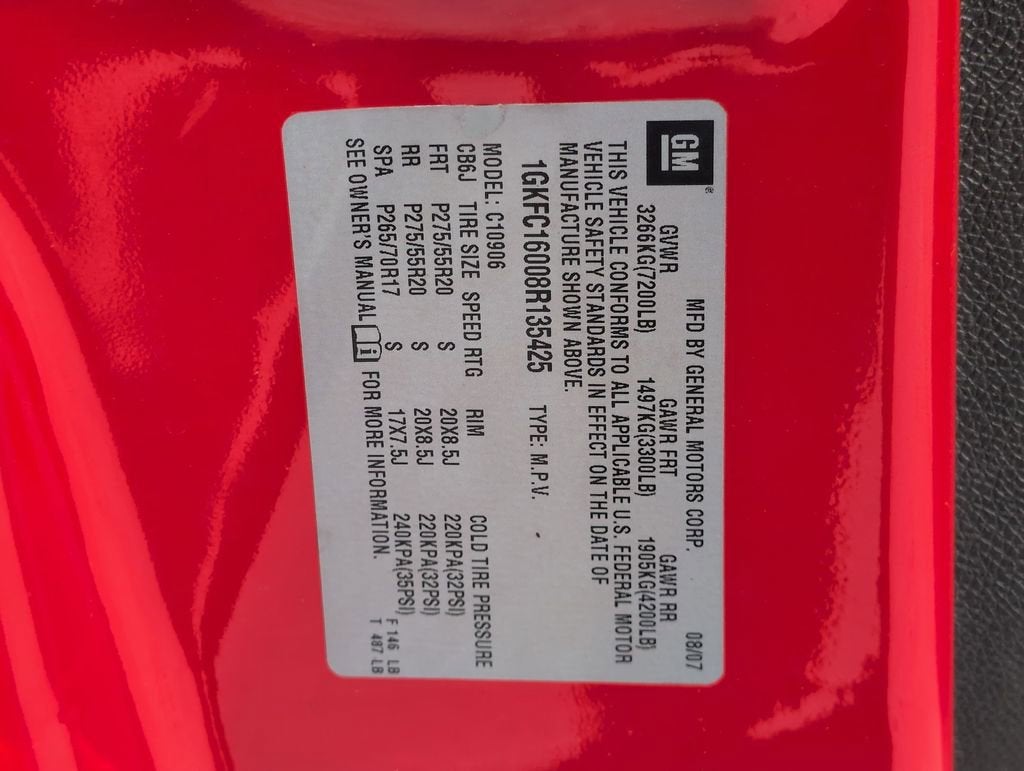 GM®
MFD BY GENERAL MOTORS CORP. 08/07
GVWR GAWR FRT GAWR RR
3266KG(7200LB) 1497KG(3300LB) 1905KG(4200LB)
THIS VEHICLE CONFORMS TO ALL APPLICABLE U.S. FEDERAL MOTOR
VEHICLE SAFETY STANDARDS IN EFFECT ON THE DATE OF
MANUFACTURE SHOWN ABOVE.
1GKFC16008R135425 TYPE: M.P.V.
MODEL: C10906
CB6J TIRE SIZE SPEED RTG RIM COLD TIRE PRESSURE
FRT P275/55R20 S 20X8.5J 220KPA(32PSI)
RR P275/55R20 S 20X8.5J 220KPA(32PSI)
SPA P265/70R17 S 17X7.5J 240KPA(35PSI)
SEE OWNER'S MANUAL i FOR MORE INFORMATION.
F 146 LB
T 487 LB